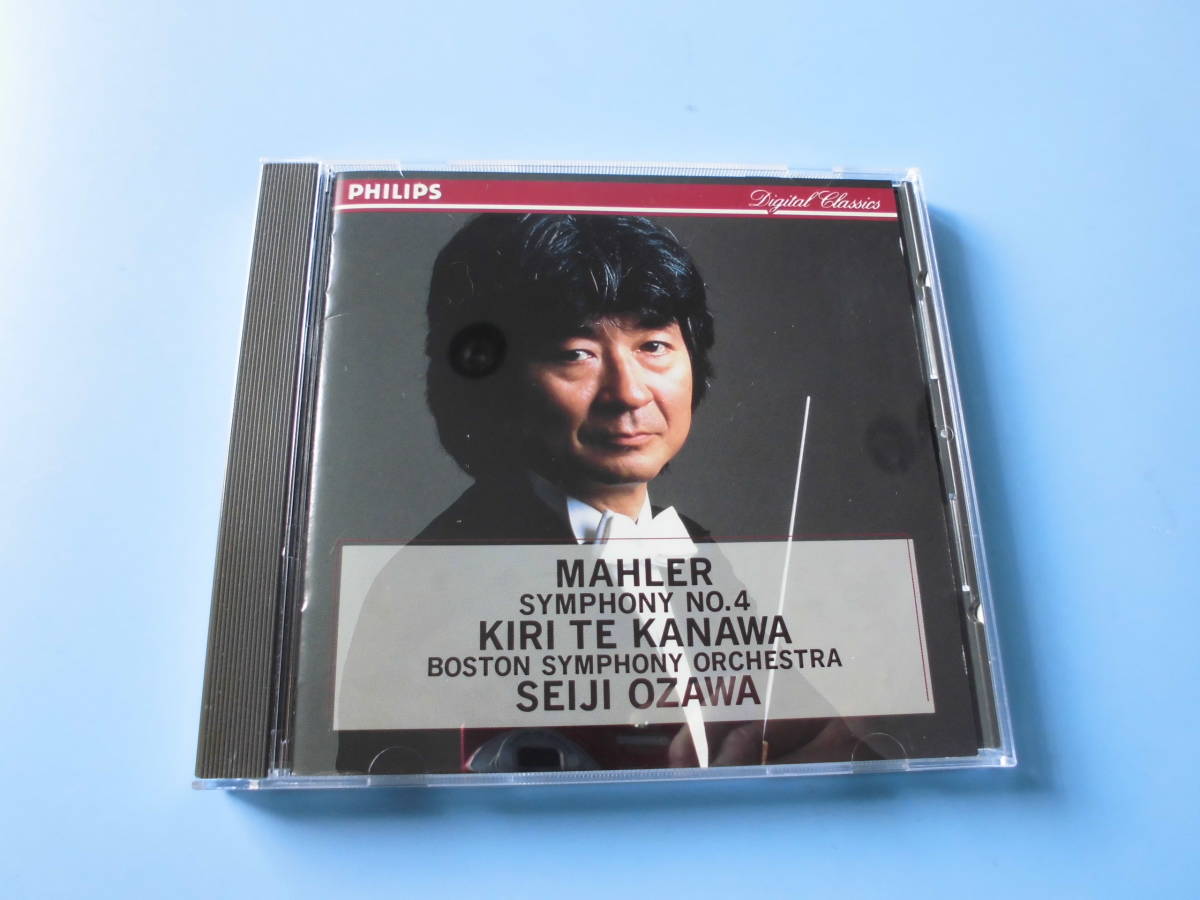 PHILIPS
Digital Classics
MAHLER
SYMPHONY NO.4
KIRI TE KANAWA
BOSTON SYMPHONY ORCHESTRA
SEIJI OZAWA